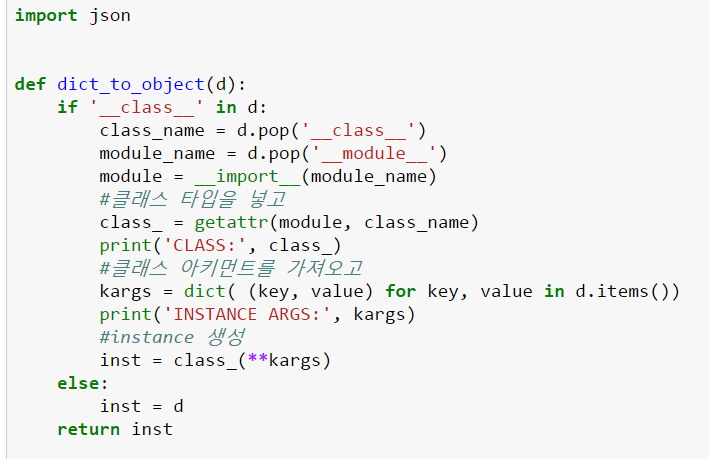 import json
def dict_to_object(d):
    if '__class__' in d:
        class_name = d.pop('__class__')
        module_name = d.pop('__module__')
        module = __import__(module_name)
        #클래스 타입을 넣고
        class_ = getattr(module, class_name)
        print('CLASS:', class_)
        #클래스 아키먼트를 가져오고
        kargs = dict( (key, value) for key, value in d.items())
        print('INSTANCE ARGS:', kargs)
        #instance 생성
        inst = class_(**kargs)
    else:
        inst = d
    return inst